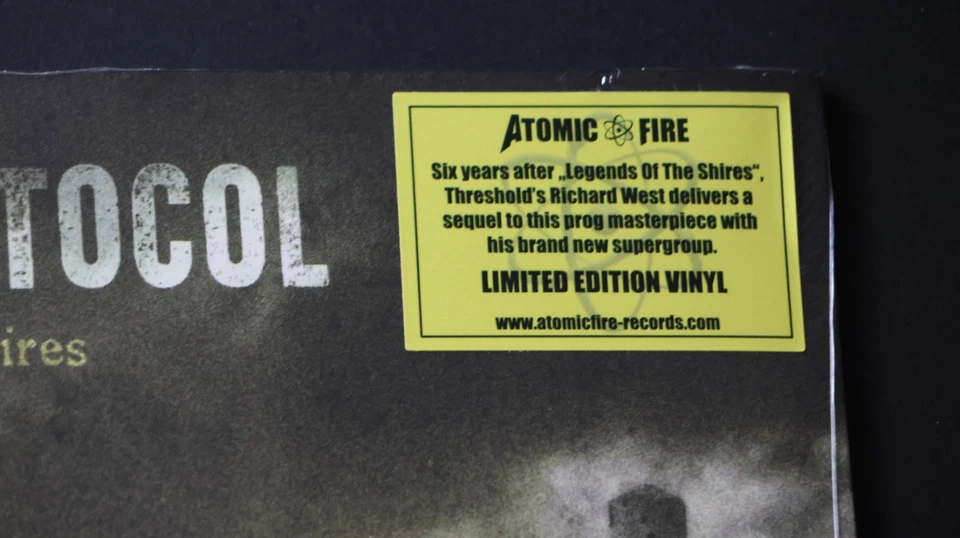 ATOMIC FIRE
Six years after „Legends Of The Shires“,
Threshold's Richard West delivers a
sequel to this prog masterpiece with
his brand new supergroup.
LIMITED EDITION VINYL
www.atomicfire-records.com
TOCOL
ires